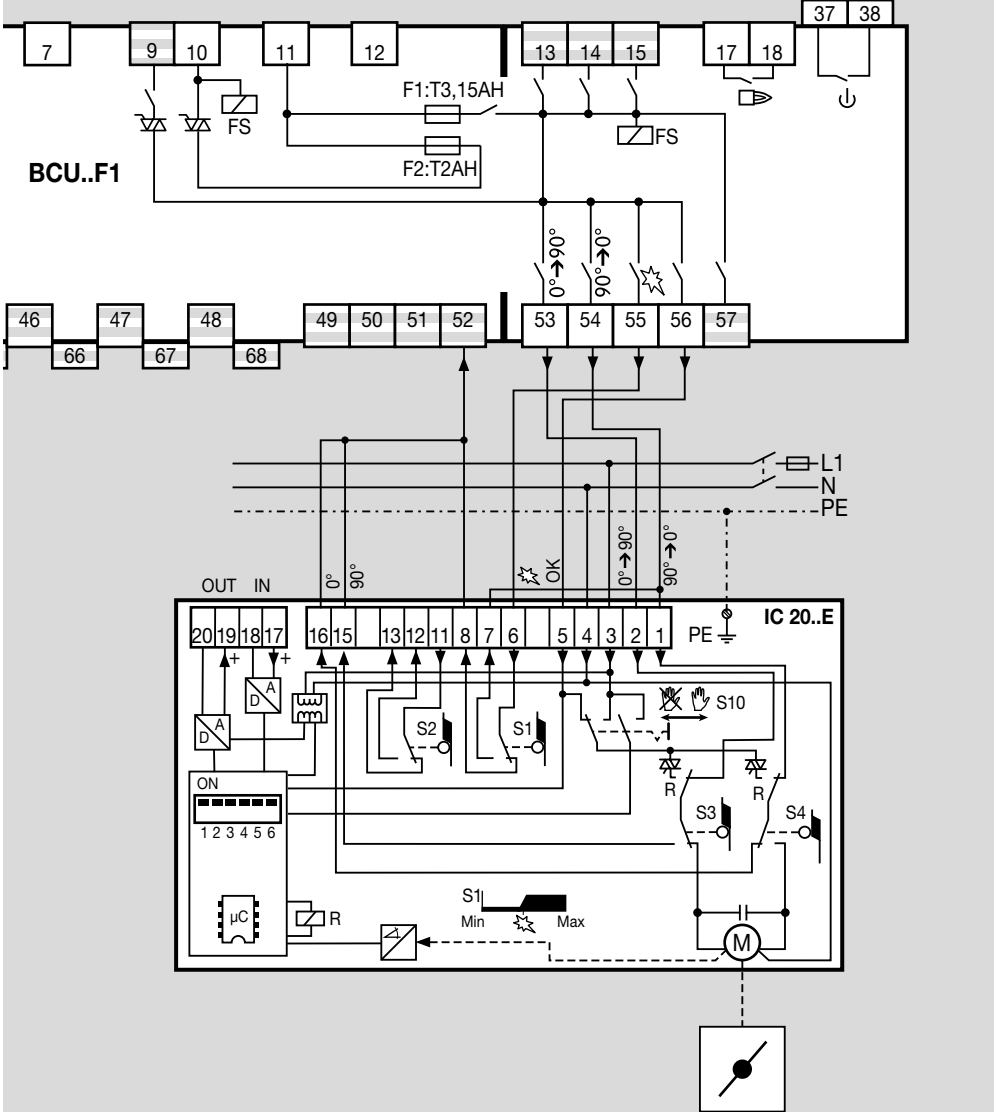 37 38
7 9 10 11 12 13 14 15 17 18
F1:T3,15AH
FS
FS
F2:T2AH
BCU..F1
0°➔90°
90°➔0°
46 47 48 49 50 51 52 53 54 55 56 57
66 67 68
L1
N
PE
0°
90°
OK
0°➔90°
90°➔0°
OUT IN
IC 20..E
20 19 18 17 16 15 13 12 11 8 7 6 5 4 3 2 1 PE
+ +
A
D
A
D
S2
S1
S10
ON
R
R
1 2 3 4 5 6
S3
S4
S1
Min
Max
µC
R
M